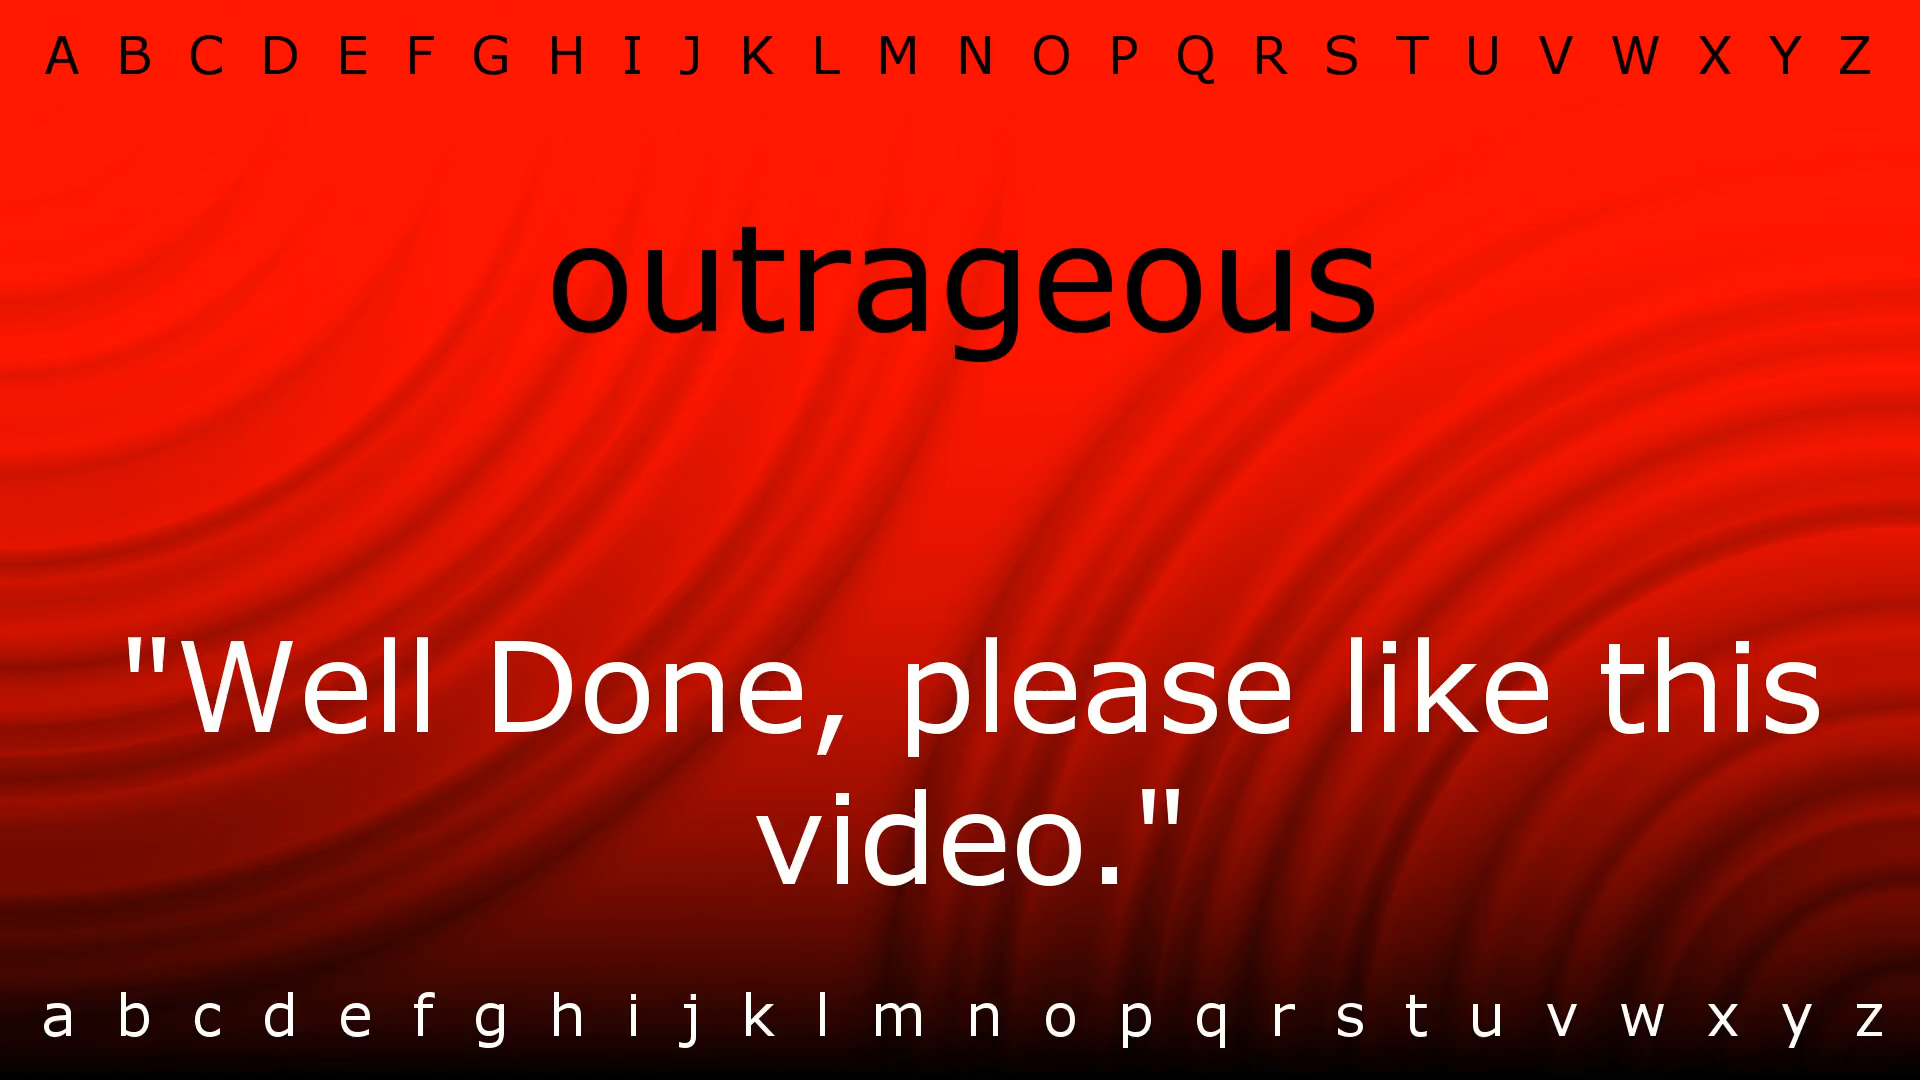 A B C D E F G H I J K L M N O P Q R S T U V W X Y Z
outrageous
"Well Done, please like this
video."
a b c d e f g h i j k l m n o p q r s t u v w x y z